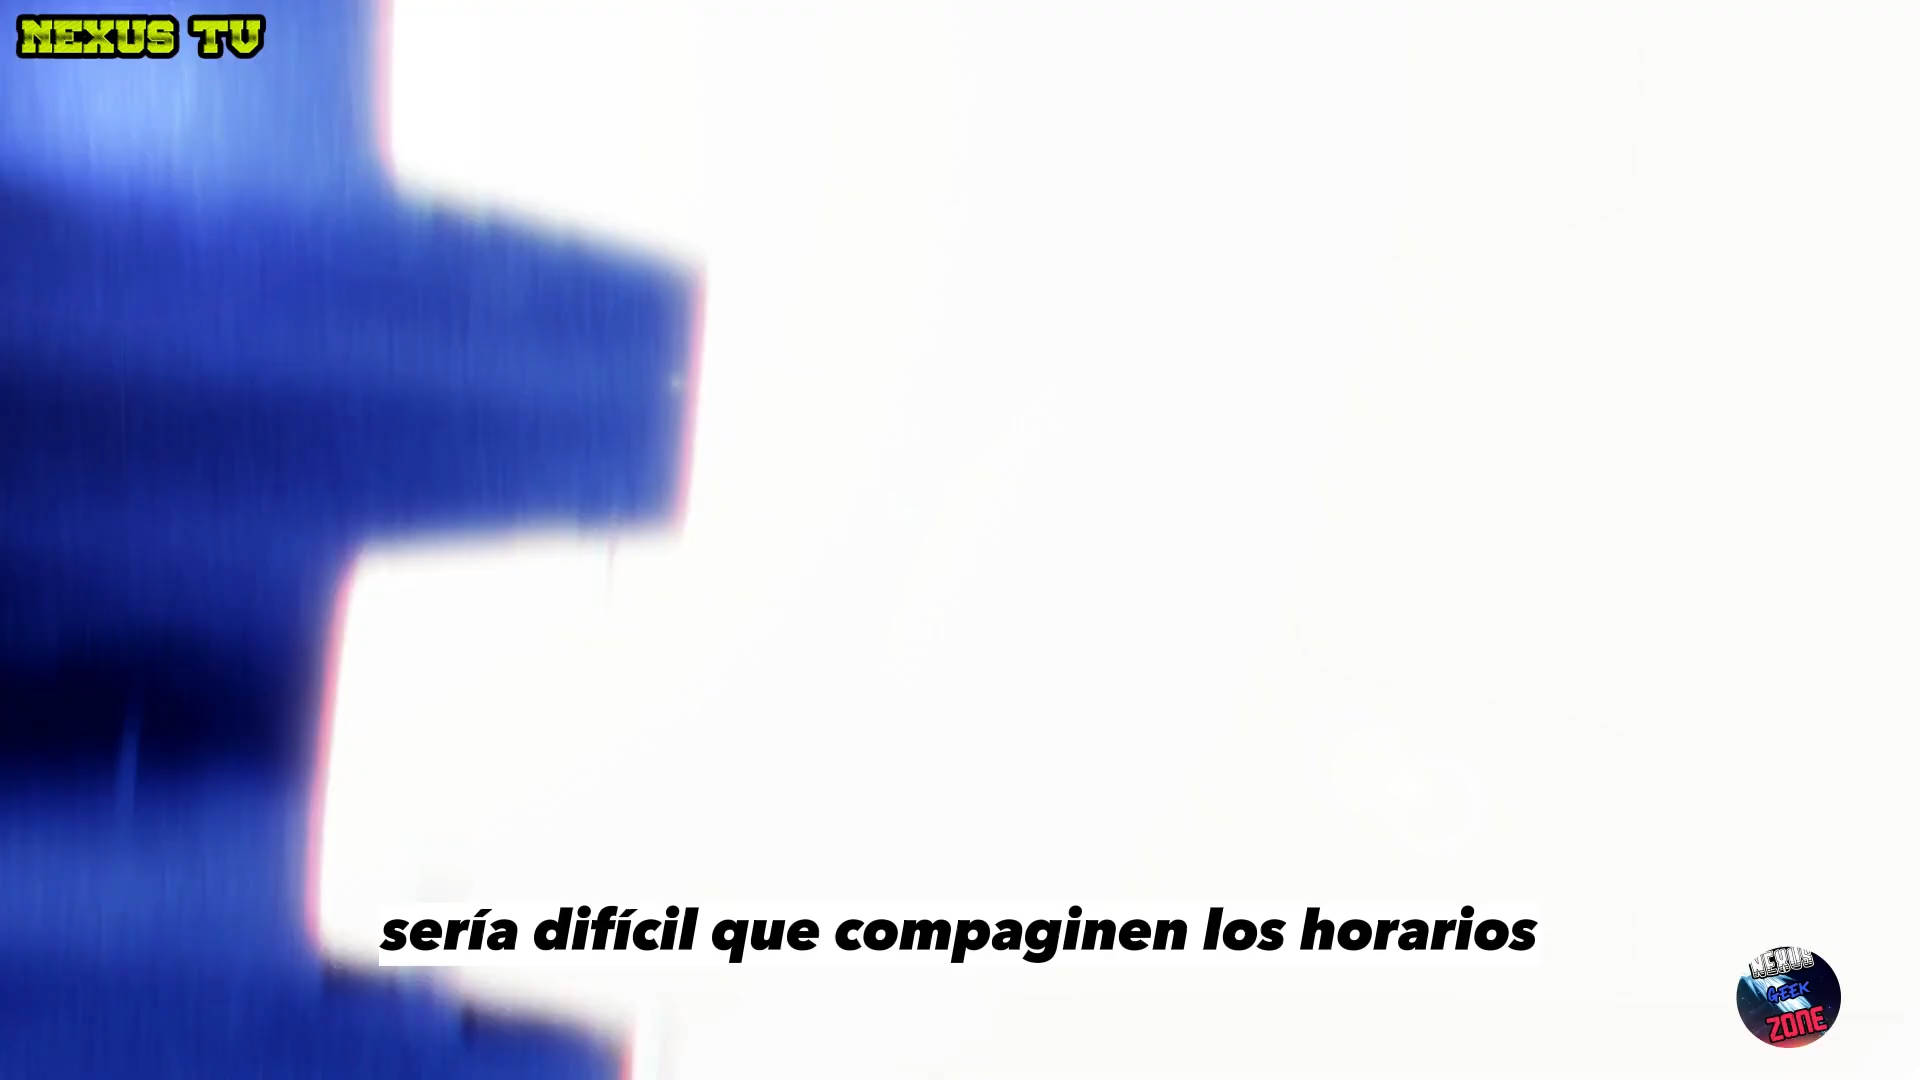 NEXUS TV
sería difícil que compaginen los horarios
NEXUS
GEEK
ZONE